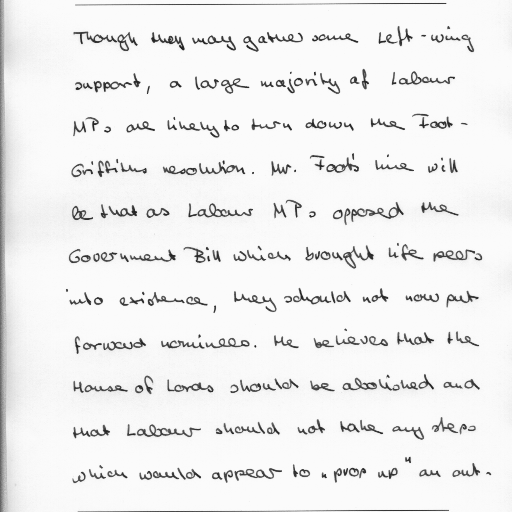 Though they may gather some Left-wing
support, a large majority of Labour
MPs are likely to turn down the Foot-
Griffiths resolution. Mr. Foot's line will
be that as Labour MPs opposed the
Government Bill which brought life peers
into existence, they schould not now put
forward nominees. He believes that the
House of Lords should be abolished and
that Labour should not take any steps
which would appear to "prop up" an out-